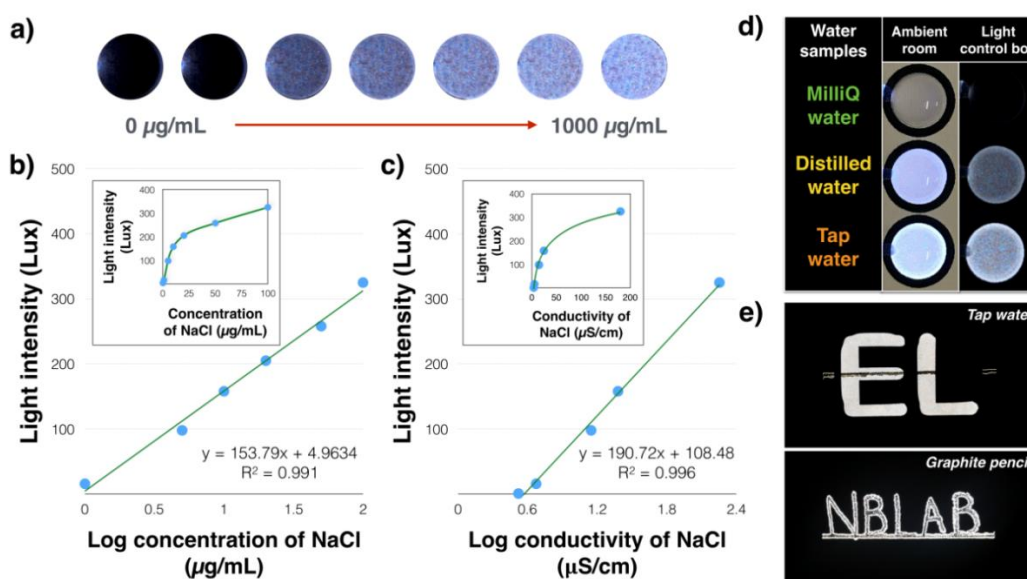 a)
0 µg/mL
1000 µg/mL
b)
500
400
300
200
100
Light intensity (Lux)
400
300
200
100
0
Light intensity
(Lux)
0 25 50 75 100
Concentration
of NaCl (µg/mL)
y = 153.79x + 4.9634
R² = 0.991
0 0.5 1 1.5 2
Log concentration of NaCl
(µg/mL)
c)
500
400
300
200
100
Light intensity (Lux)
400
300
200
100
0
Light intensity
(Lux)
0 50 100 150 200
Conductivity of
NaCl (µS/cm)
y = 190.72x + 108.48
R² = 0.996
0 0.6 1.2 1.8 2.4
Log conductivity of NaCl
(µS/cm)
d)
Water
samples
Ambient
room
Light
control bo
MilliQ
water
Distilled
water
Tap
water
e)
Tap wate
EL
Graphite penci
NBLAB